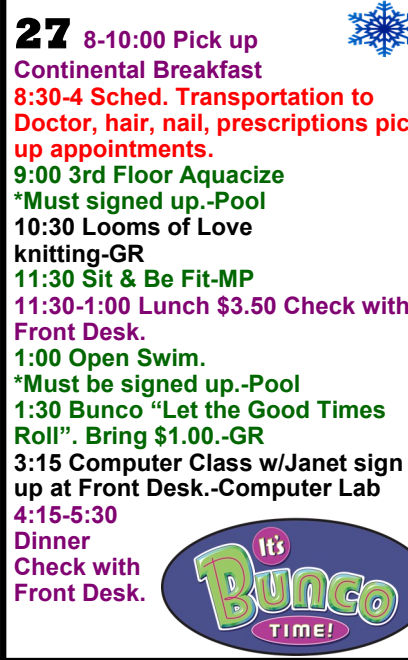 27 8-10:00 Pick up
Continental Breakfast
8:30-4 Sched. Transportation to
Doctor, hair, nail, prescriptions pic
up appointments.
9:00 3rd Floor Aquacize
*Must signed up.-Pool
10:30 Looms of Love
knitting-GR
11:30 Sit & Be Fit-MP
11:30-1:00 Lunch $3.50 Check with
Front Desk.
1:00 Open Swim.
*Must be signed up.-Pool
1:30 Bunco “Let the Good Times
Roll”. Bring $1.00.-GR
3:15 Computer Class w/Janet sign
up at Front Desk.-Computer Lab
4:15-5:30
Dinner
Check with
Front Desk.
It's
BUNCO
TIME!